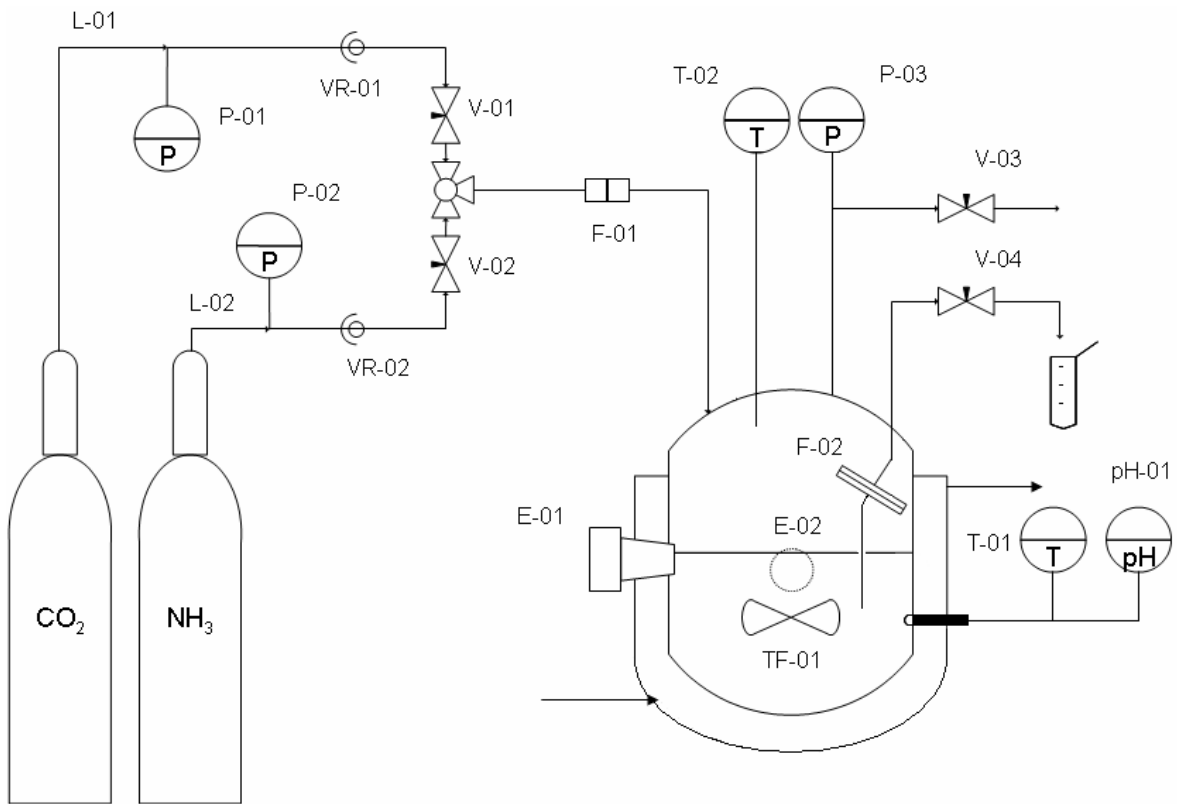 L-01
VR-01
P-01
P
V-01
P-02
P
F-01
V-02
L-02
VR-02
T-02
T
P-03
P
V-03
V-04
F-02
E-01
E-02
pH-01
T-01
T
pH
TF-01
CO₂
NH₃